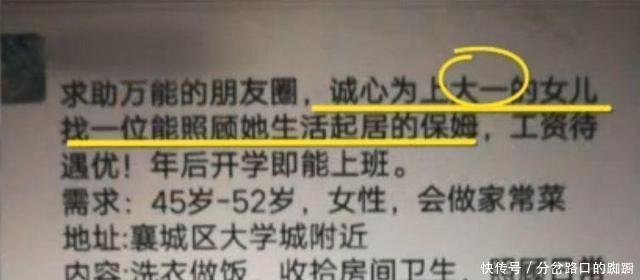 求助万能的朋友圈，诚心为上大一的女儿
找一位能照顾她生活起居的保姆，工资待
遇优！年后开学即能上班。
需求：45岁-52岁，女性，会做家常菜
地址:襄城区大学城附近
内容:洗衣做饭，收拾房间卫生，
快传号/分岔路口的踟蹰